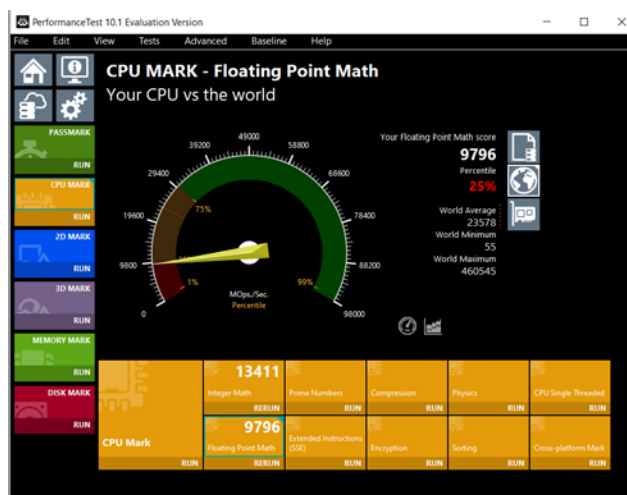 PerformanceTest 10.1 Evaluation Version
File Edit View Tests Advanced Baseline Help
CPU MARK - Floating Point Math
Your CPU vs the world
PASSMARK
RUN
CPU MARK
RUN
2D MARK
RUN
3D MARK
RUN
MEMORY MARK
RUN
DISK MARK
RUN
0
9800
19600
29400
39200
49000
58800
68600
78400
88200
98000
1%
75%
99%
MOps./Sec.
Percentile
Your Floating Point Math score
9796
Percentile
25%
World Average
23578
World Minimum
55
World Maximum
460545
CPU Mark
RUN
13411
Integer Math
RERUN
Prime Numbers
RUN
Compression
RUN
Physics
RUN
CPU Single Threaded
RUN
9796
Floating Point Math
RERUN
Extended Instructions
(SSE)
RUN
Encryption
RUN
Sorting
RUN
Cross-platform Mark
RUN